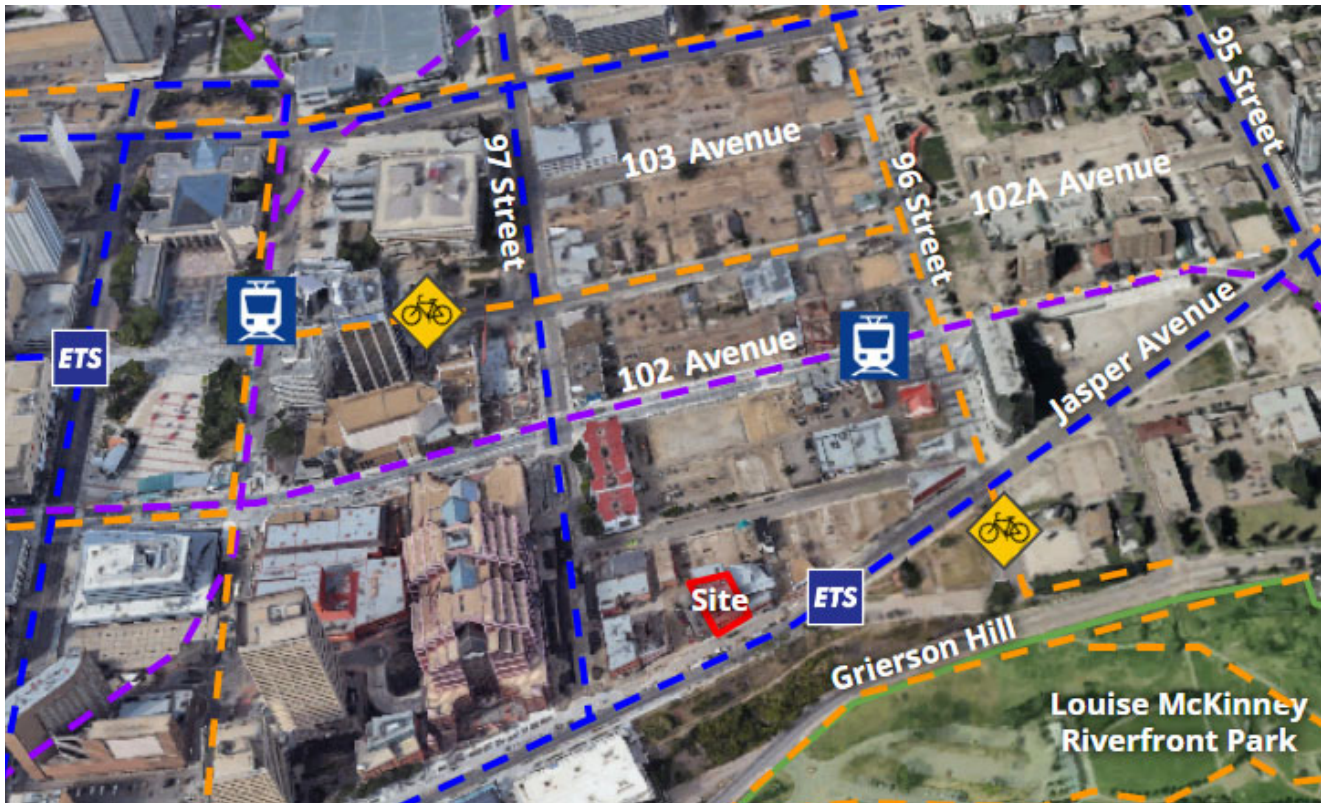 95 Street
97 Street
103 Avenue
96 Street
102A Avenue
ETS
102 Avenue
Jasper Avenue
Site
ETS
Grierson Hill
Louise McKinney
Riverfront Park